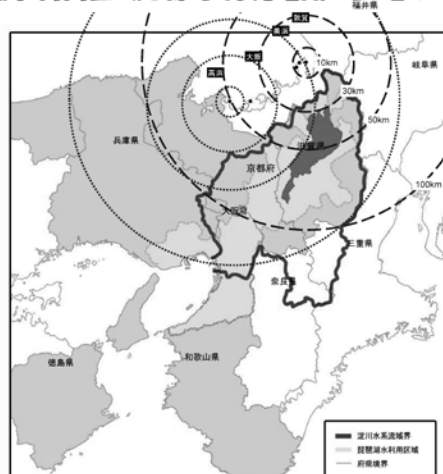 福井県
敦賀
美浜
大飯
高浜
岐阜県
10km
30km
50km
100km
兵庫県
京都府
滋賀県
大阪府
三重県
奈良県
和歌山県
徳島県
淀川水系流域界
琵琶湖水利用区域
府県境界